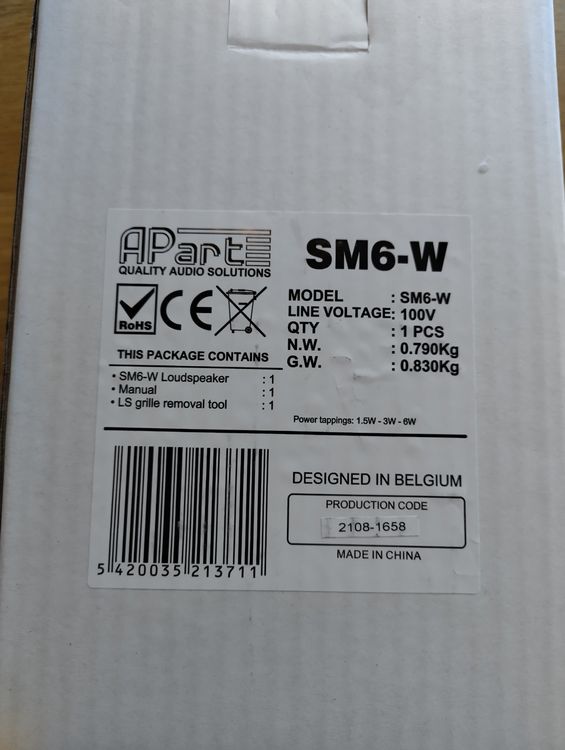 APart
QUALITY AUDIO SOLUTIONS
SM6-W
RoHS
CE
MODEL : SM6-W
LINE VOLTAGE: 100V
QTY : 1 PCS
N.W. : 0.790Kg
G.W. : 0.830Kg
THIS PACKAGE CONTAINS
• SM6-W Loudspeaker : 1
• Manual : 1
• LS grille removal tool : 1
Power tappings: 1.5W - 3W - 6W
DESIGNED IN BELGIUM
PRODUCTION CODE
2108-1658
MADE IN CHINA
5 420035 213711